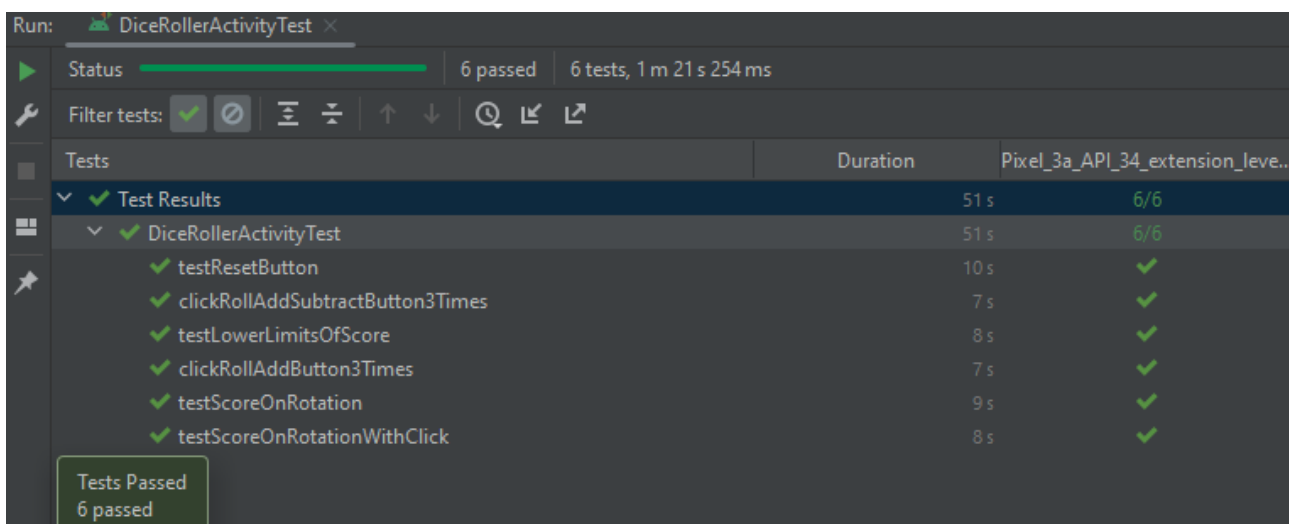 Run: DiceRollerActivityTest
Status 6 passed 6 tests, 1 m 21 s 254 ms
Filter tests:
Tests Duration Pixel_3a_API_34_extension_leve...
Test Results 51 s 6/6
DiceRollerActivityTest 51 s 6/6
testResetButton 10 s
clickRollAddSubtractButton3Times 7 s
testLowerLimitsOfScore 8 s
clickRollAddButton3Times 7 s
testScoreOnRotation 9 s
testScoreOnRotationWithClick 8 s
Tests Passed
6 passed